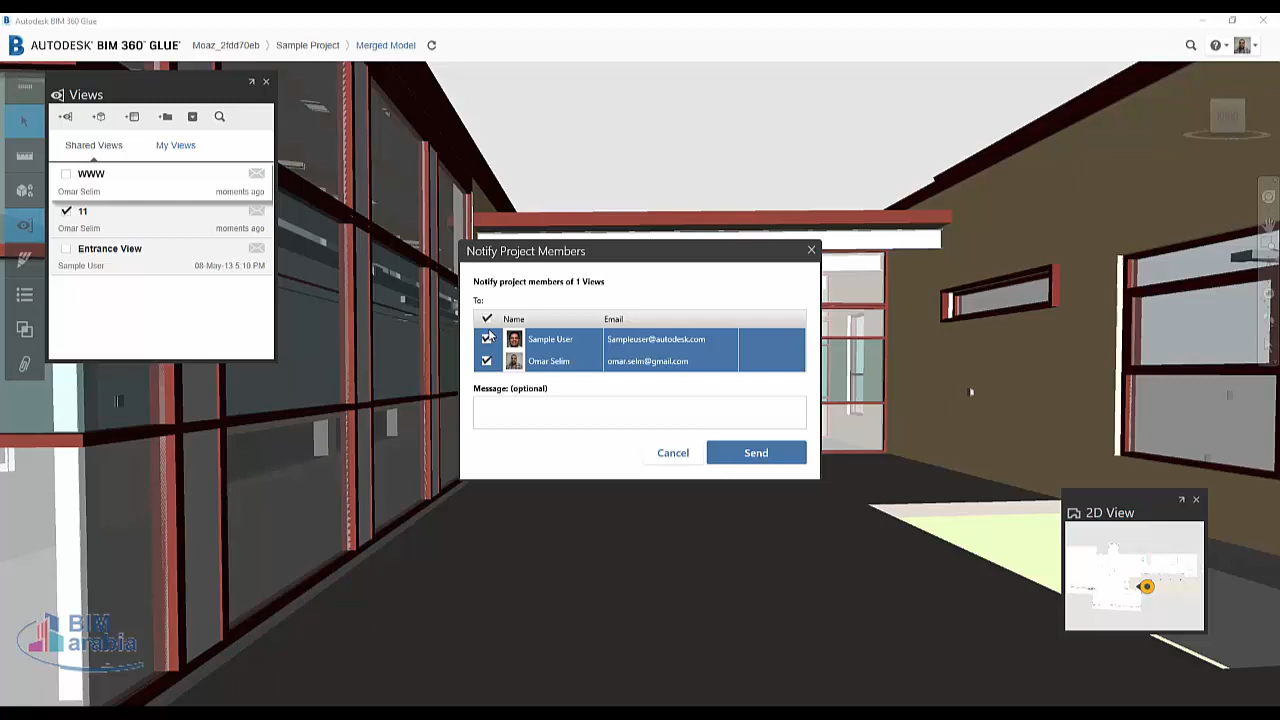 Autodesk BIM 360 Glue
AUTODESK® BIM 360™ GLUE®
Moaz_2fdd70eb
Sample Project
Merged Model
Views
Shared Views
My Views
WWW
Omar Selim
moments ago
11
Omar Selim
moments ago
Entrance View
Sample User
08-May-13 5:10 PM
Notify Project Members
Notify project members of 1 Views
To:
Name
Email
Sample User
Sampleuser@autodesk.com
Omar Selim
omar.selm@gmail.com
Message: (optional)
Cancel
Send
2D View
BIM
arabia